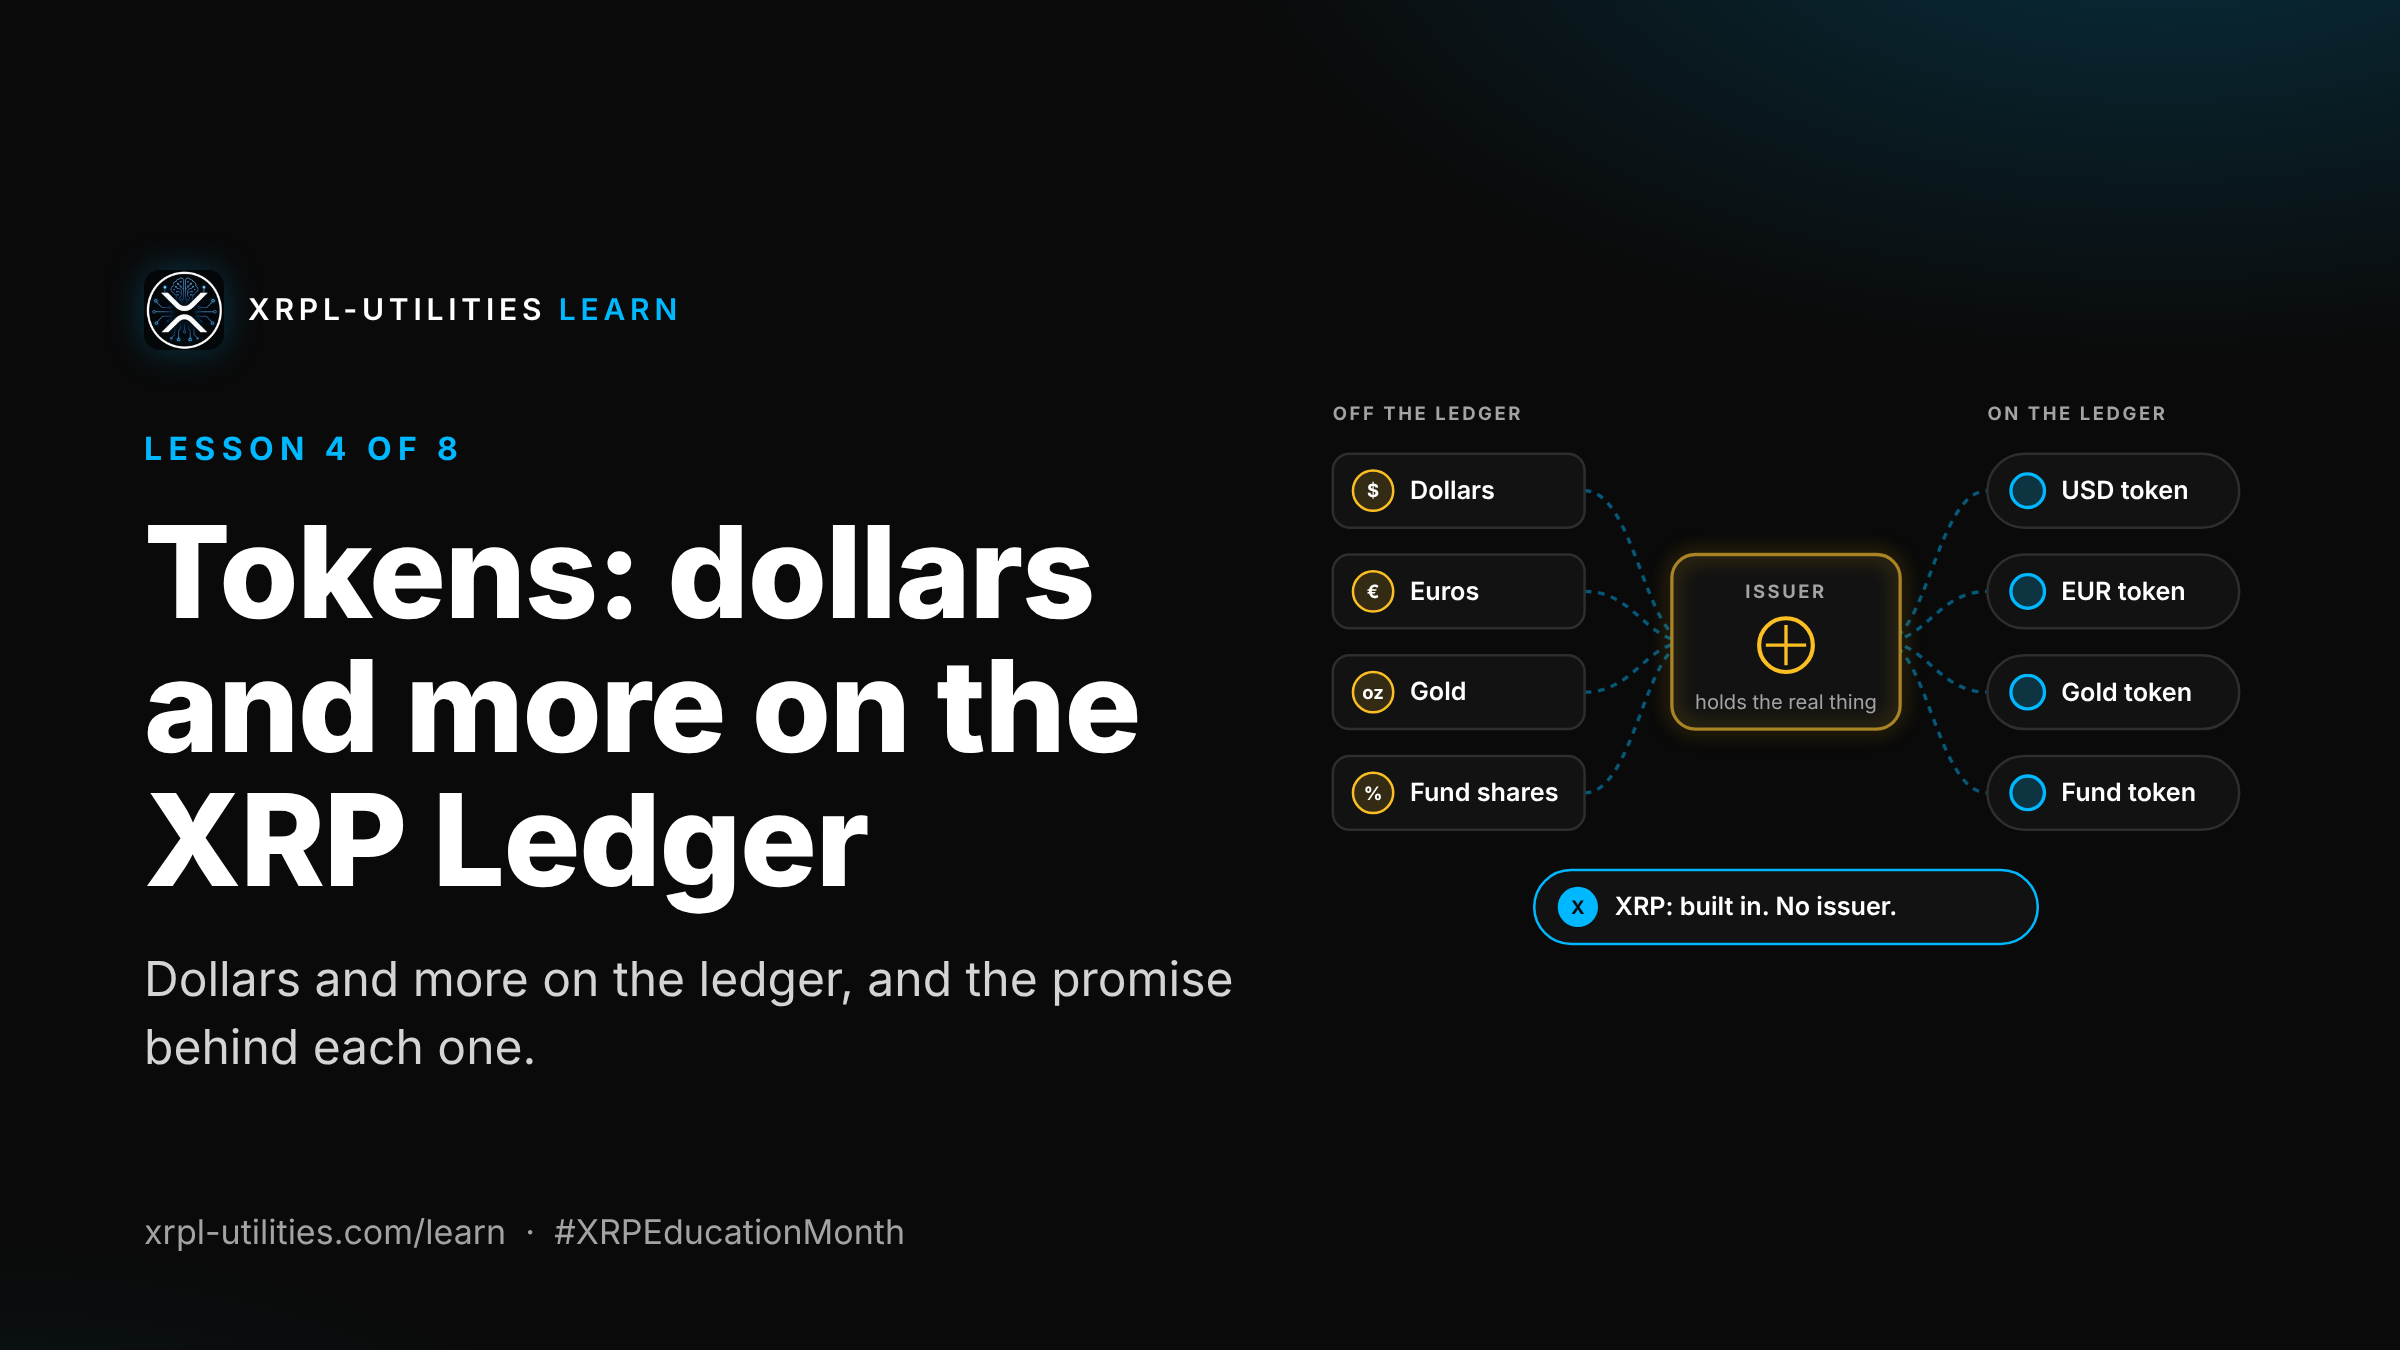 XRPL-UTILITIES LEARN
LESSON 4 OF 8
Tokens: dollars
and more on the
XRP Ledger
Dollars and more on the ledger, and the promise
behind each one.
xrpl-utilities.com/learn · #XRPEducationMonth
OFF THE LEDGER
$ Dollars
€ Euros
oz Gold
% Fund shares
ISSUER
holds the real thing
ON THE LEDGER
USD token
EUR token
Gold token
Fund token
X XRP: built in. No issuer.